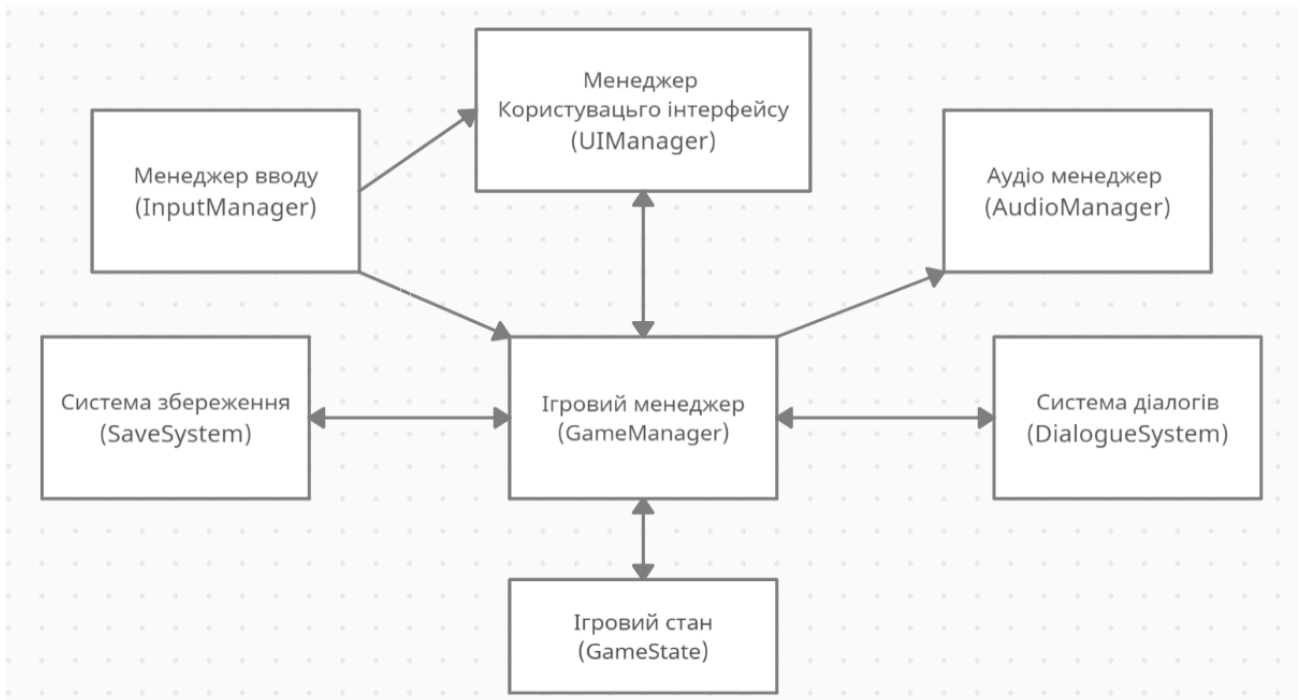 Менеджер
Користувацьго інтерфейсу
(UIManager)
Менеджер вводу
(InputManager)
Аудіо менеджер
(AudioManager)
Система збереження
(SaveSystem)
Ігровий менеджер
(GameManager)
Система діалогів
(DialogueSystem)
Ігровий стан
(GameState)